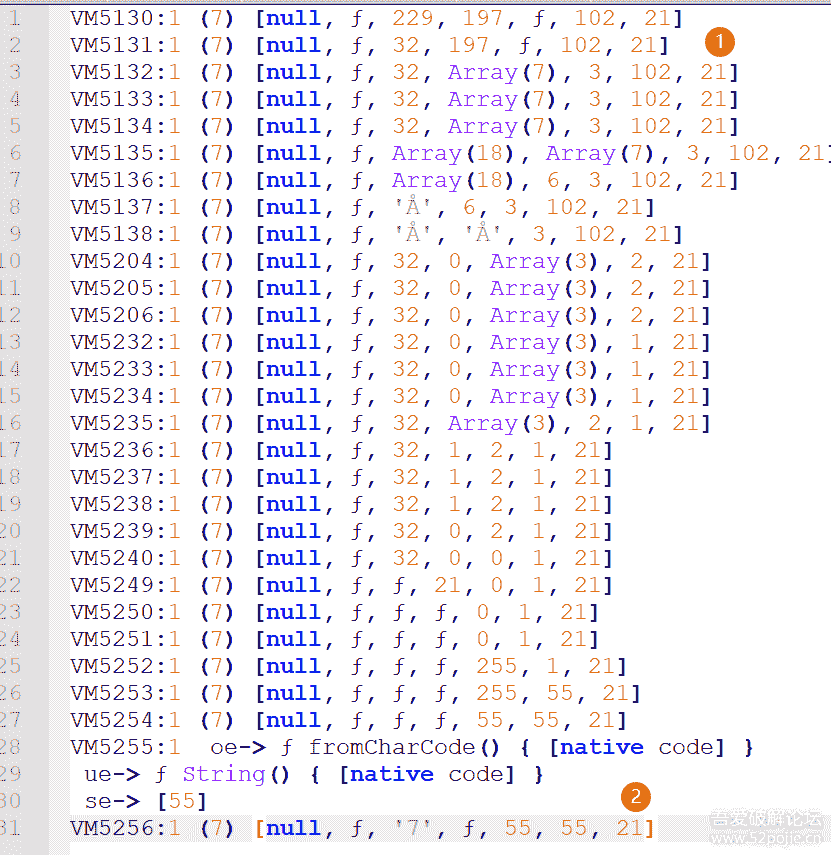 1 VM5130:1 (7) [null, ƒ, 229, 197, ƒ, 102, 21]
2 VM5131:1 (7) [null, ƒ, 32, 197, ƒ, 102, 21] 1
3 VM5132:1 (7) [null, ƒ, 32, Array(7), 3, 102, 21]
4 VM5133:1 (7) [null, ƒ, 32, Array(7), 3, 102, 21]
5 VM5134:1 (7) [null, ƒ, 32, Array(7), 3, 102, 21]
6 VM5135:1 (7) [null, ƒ, Array(18), Array(7), 3, 102, 21]
7 VM5136:1 (7) [null, ƒ, Array(18), 6, 3, 102, 21]
8 VM5137:1 (7) [null, ƒ, 'Å', 6, 3, 102, 21]
9 VM5138:1 (7) [null, ƒ, 'Å', 'Å', 3, 102, 21]
10 VM5204:1 (7) [null, ƒ, 32, 0, Array(3), 2, 21]
11 VM5205:1 (7) [null, ƒ, 32, 0, Array(3), 2, 21]
12 VM5206:1 (7) [null, ƒ, 32, 0, Array(3), 2, 21]
13 VM5232:1 (7) [null, ƒ, 32, 0, Array(3), 1, 21]
14 VM5233:1 (7) [null, ƒ, 32, 0, Array(3), 1, 21]
15 VM5234:1 (7) [null, ƒ, 32, 0, Array(3), 1, 21]
16 VM5235:1 (7) [null, ƒ, 32, Array(3), 2, 1, 21]
17 VM5236:1 (7) [null, ƒ, 32, 1, 2, 1, 21]
18 VM5237:1 (7) [null, ƒ, 32, 1, 2, 1, 21]
19 VM5238:1 (7) [null, ƒ, 32, 1, 2, 1, 21]
20 VM5239:1 (7) [null, ƒ, 32, 0, 2, 1, 21]
21 VM5240:1 (7) [null, ƒ, 32, 0, 0, 1, 21]
22 VM5249:1 (7) [null, ƒ, ƒ, 21, 0, 1, 21]
23 VM5250:1 (7) [null, ƒ, ƒ, ƒ, 0, 1, 21]
24 VM5251:1 (7) [null, ƒ, ƒ, ƒ, 0, 1, 21]
25 VM5252:1 (7) [null, ƒ, ƒ, ƒ, 255, 1, 21]
26 VM5253:1 (7) [null, ƒ, ƒ, ƒ, 255, 55, 21]
27 VM5254:1 (7) [null, ƒ, ƒ, ƒ, 55, 55, 21]
28 VM5255:1 oe-> ƒ fromCharCode() { [native code] }
29 ue-> ƒ String() { [native code] }
30 se-> [55] 2
31 VM5256:1 (7) [null, ƒ, '7', ƒ, 55, 55, 21]
吾爱破解论坛
www.52pojie.cn